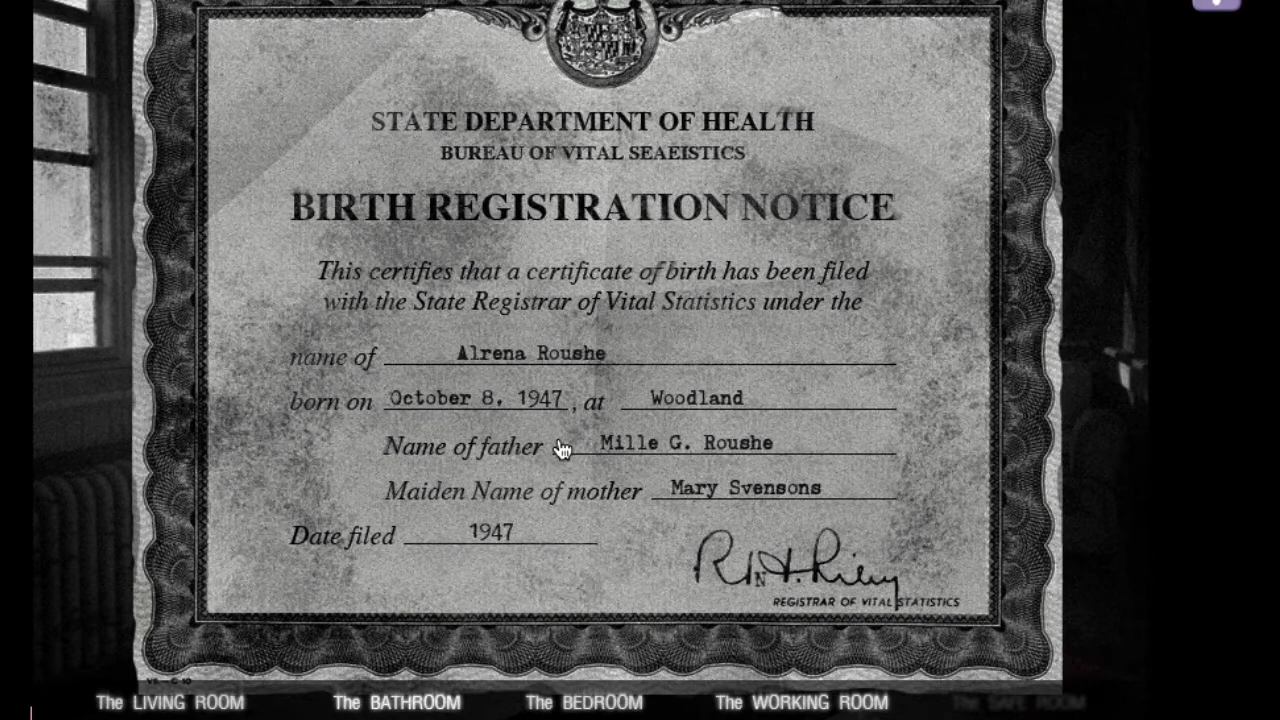 STATE DEPARTMENT OF HEALTH
BUREAU OF VITAL SEAEISTICS
BIRTH REGISTRATION NOTICE
This certifies that a certificate of birth has been filed
with the State Registrar of Vital Statistics under the
name of Alrena Roushe
born on October 8, 1947, at Woodland
Name of father Mille G. Roushe
Maiden Name of mother Mary Svensons
Date filed 1947
REGISTRAR OF VITAL STATISTICS
The LIVING ROOM The BATHROOM The BEDROOM The WORKING ROOM The SAFE ROOM